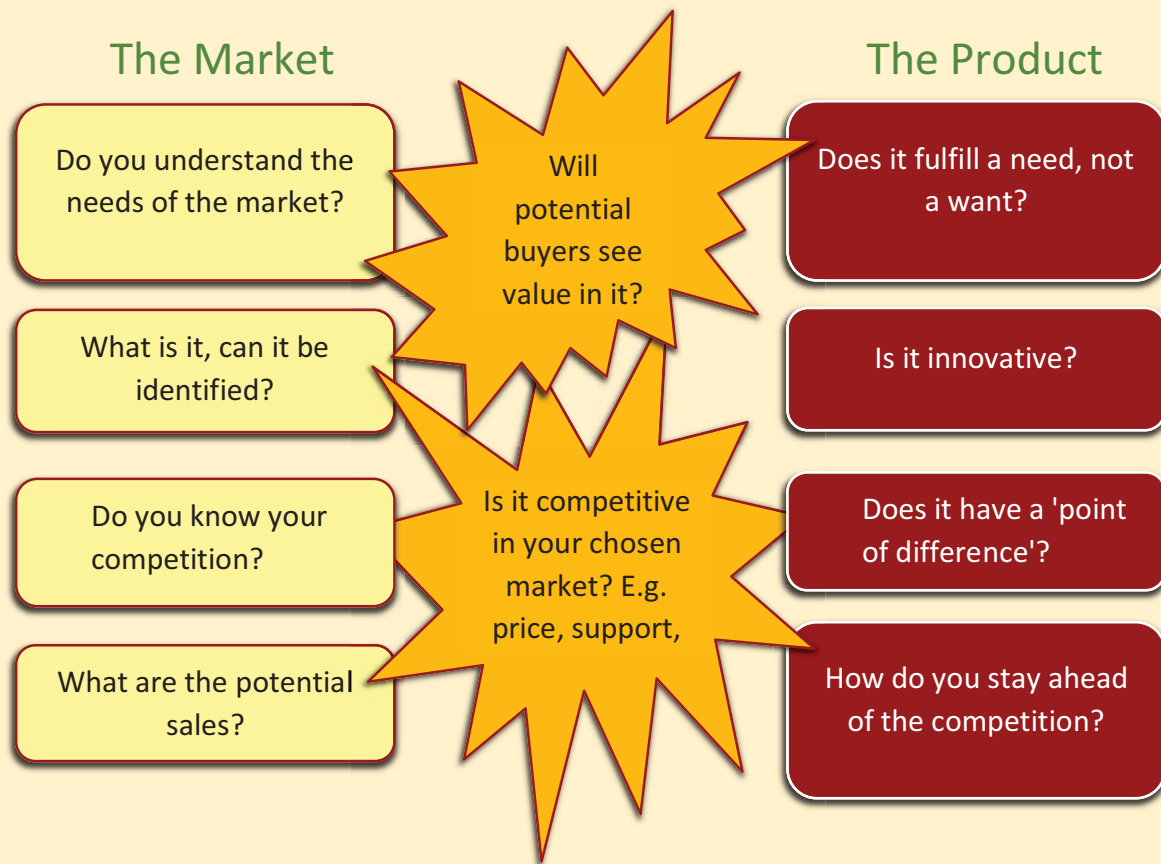 The Market
Do you understand the
needs of the market?
What is it, can it be
identified?
Do you know your
competition?
What are the potential
sales?
Will
potential
buyers see
value in it?
Is it competitive
in your chosen
market? E.g.
price, support,
The Product
Does it fulfill a need, not
a want?
Is it innovative?
Does it have a 'point
of difference'?
How do you stay ahead
of the competition?